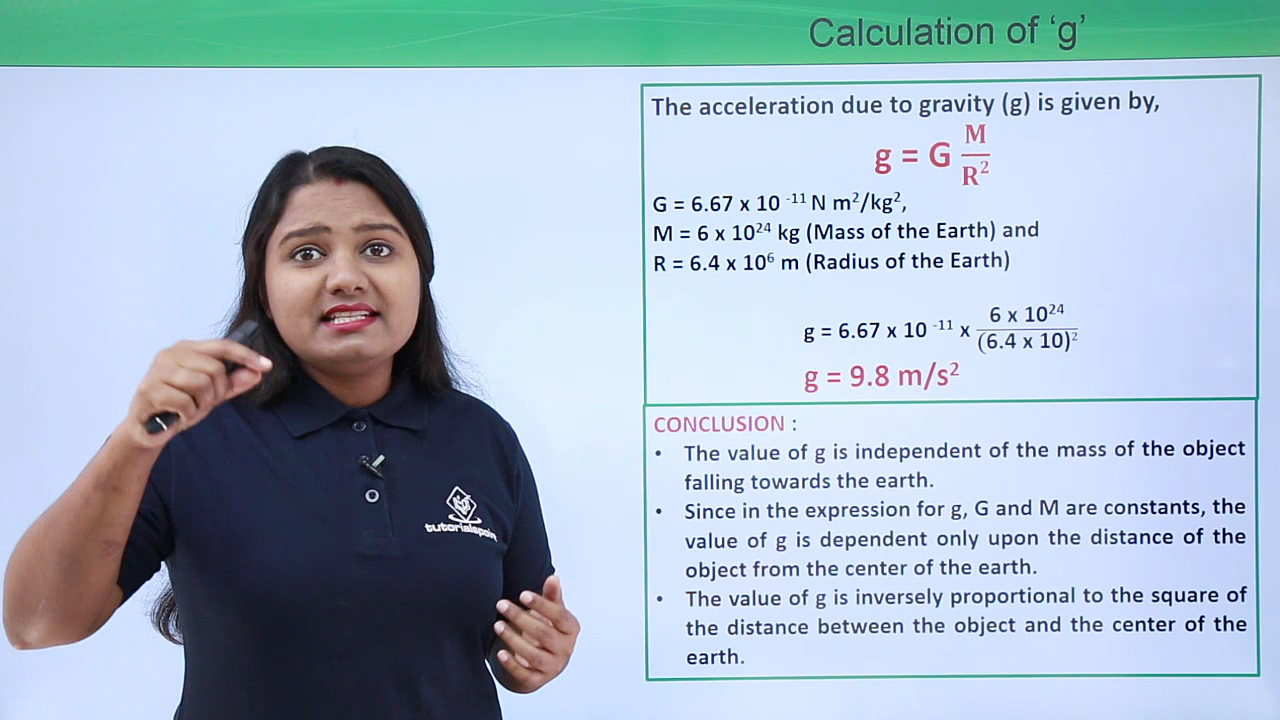 Calculation of ‘g’
The acceleration due to gravity (g) is given by,
g = G M/R²
G = 6.67 x 10 ⁻¹¹ N m²/kg²,
M = 6 x 10²⁴ kg (Mass of the Earth) and
R = 6.4 x 10⁶ m (Radius of the Earth)
g = 6.67 x 10 ⁻¹¹ x 6 x 10²⁴/(6.4 x 10)²
g = 9.8 m/s²
CONCLUSION :
• The value of g is independent of the mass of the object
falling towards the earth.
• Since in the expression for g, G and M are constants, the
value of g is dependent only upon the distance of the
object from the center of the earth.
• The value of g is inversely proportional to the square of
the distance between the object and the center of the
earth.
tutorialspoint